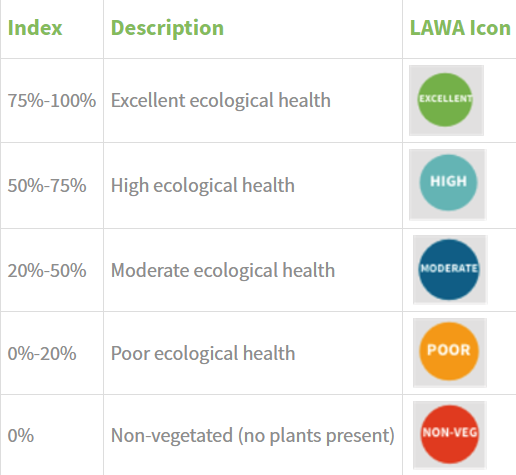 Index Description LAWA Icon
75%-100% Excellent ecological health EXCELLENT
50%-75% High ecological health HIGH
20%-50% Moderate ecological health MODERATE
0%-20% Poor ecological health POOR
0% Non-vegetated (no plants present) NON-VEG